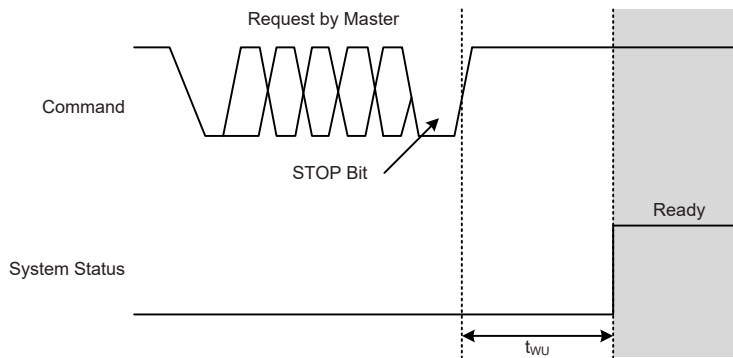 Request by Master
Command
STOP Bit
Ready
System Status
tWU